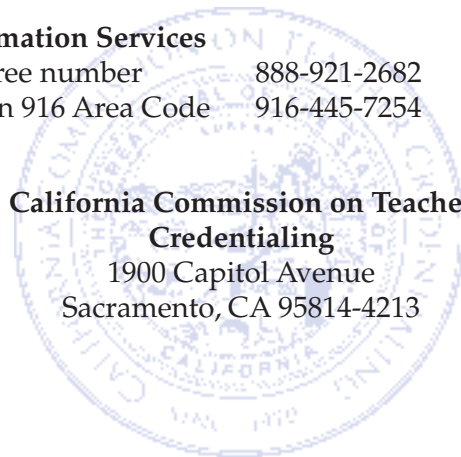 mation Services
ree number 888-921-2682
n 916 Area Code 916-445-7254
California Commission on Teache
Credentialing
1900 Capitol Avenue
Sacramento, CA 95814-4213
CALIFORNIA